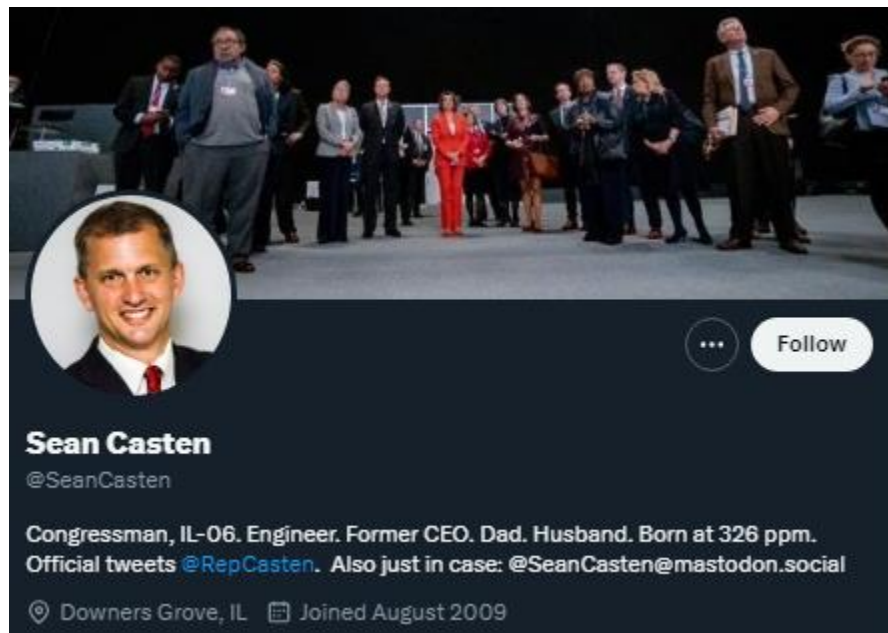 Follow
Sean Casten
@SeanCasten
Congressman, IL-06. Engineer. Former CEO. Dad. Husband. Born at 326 ppm.
Official tweets @RepCasten. Also just in case: @SeanCasten@mastodon.social
Downers Grove, IL Joined August 2009